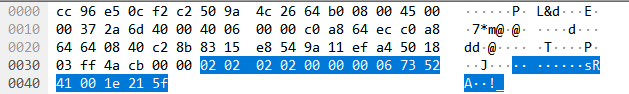 0000 cc 96 e5 0c f2 c2 50 9a 4c 26 64 b0 08 00 45 00 ······P· L&d···E·
0010 00 37 2a 6d 40 00 40 06 00 00 c0 a8 64 ec c0 a8 ·7*m@·@· ····d···
0020 64 64 08 40 c2 8b 83 15 e8 54 9a 11 ef a4 50 18 dd·@···· ·T····P·
0030 03 ff 4a cb 00 00 02 02 02 02 00 00 00 06 73 52 ··J····· ······sR
0040 41 00 1e 21 5f A··!_